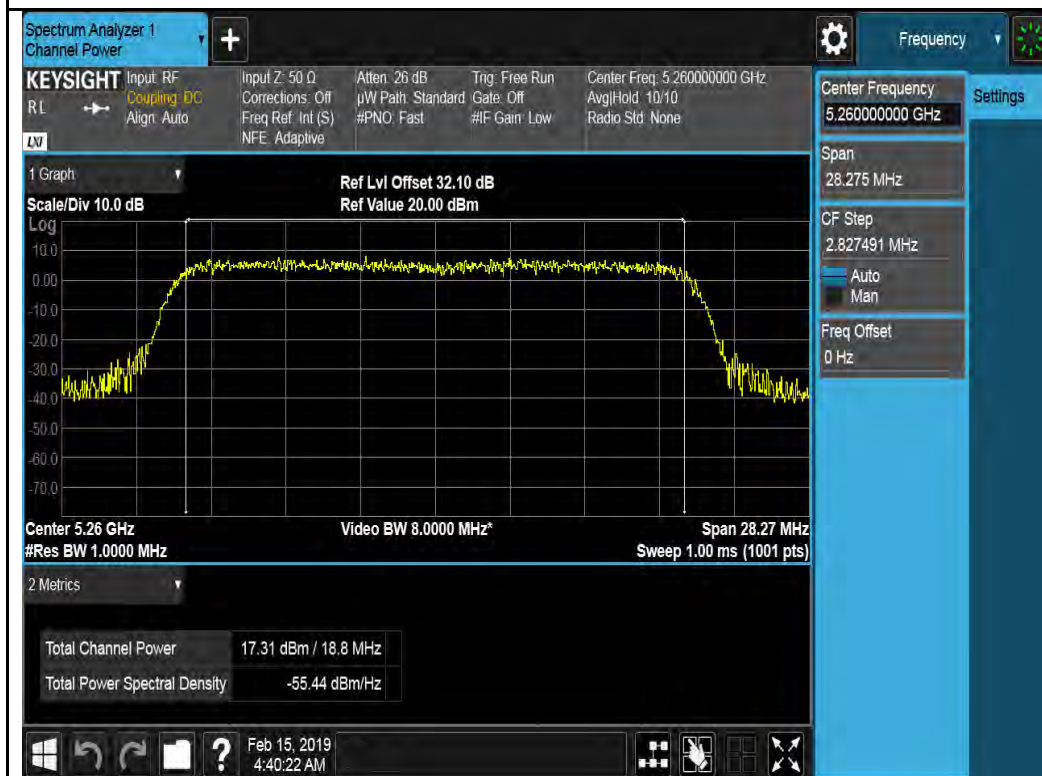 Spectrum Analyzer 1
Channel Power
+
Frequency
KEYSIGHT Input: RF Input Z: 50 Ω Atten: 26 dB Trig: Free Run Center Freq: 5.260000000 GHz
RL Coupling: DC Corrections: Off µW Path: Standard Gate: Off Avg|Hold: 10/10
Align: Auto Freq Ref: Int (S) #PNO: Fast #IF Gain: Low Radio Std: None
LXI NFE: Adaptive
Center Frequency
5.260000000 GHz
Settings
Span
28.275 MHz
CF Step
2.827491 MHz
Auto
Man
Freq Offset
0 Hz
1 Graph
Ref Lvl Offset 32.10 dB
Scale/Div 10.0 dB Ref Value 20.00 dBm
Log
10.0
0.00
-10.0
-20.0
-30.0
-40.0
-50.0
-60.0
-70.0
Center 5.26 GHz Video BW 8.0000 MHz* Span 28.27 MHz
#Res BW 1.0000 MHz Sweep 1.00 ms (1001 pts)
2 Metrics
Total Channel Power 17.31 dBm / 18.8 MHz
Total Power Spectral Density -55.44 dBm/Hz
? Feb 15, 2019
4:40:22 AM